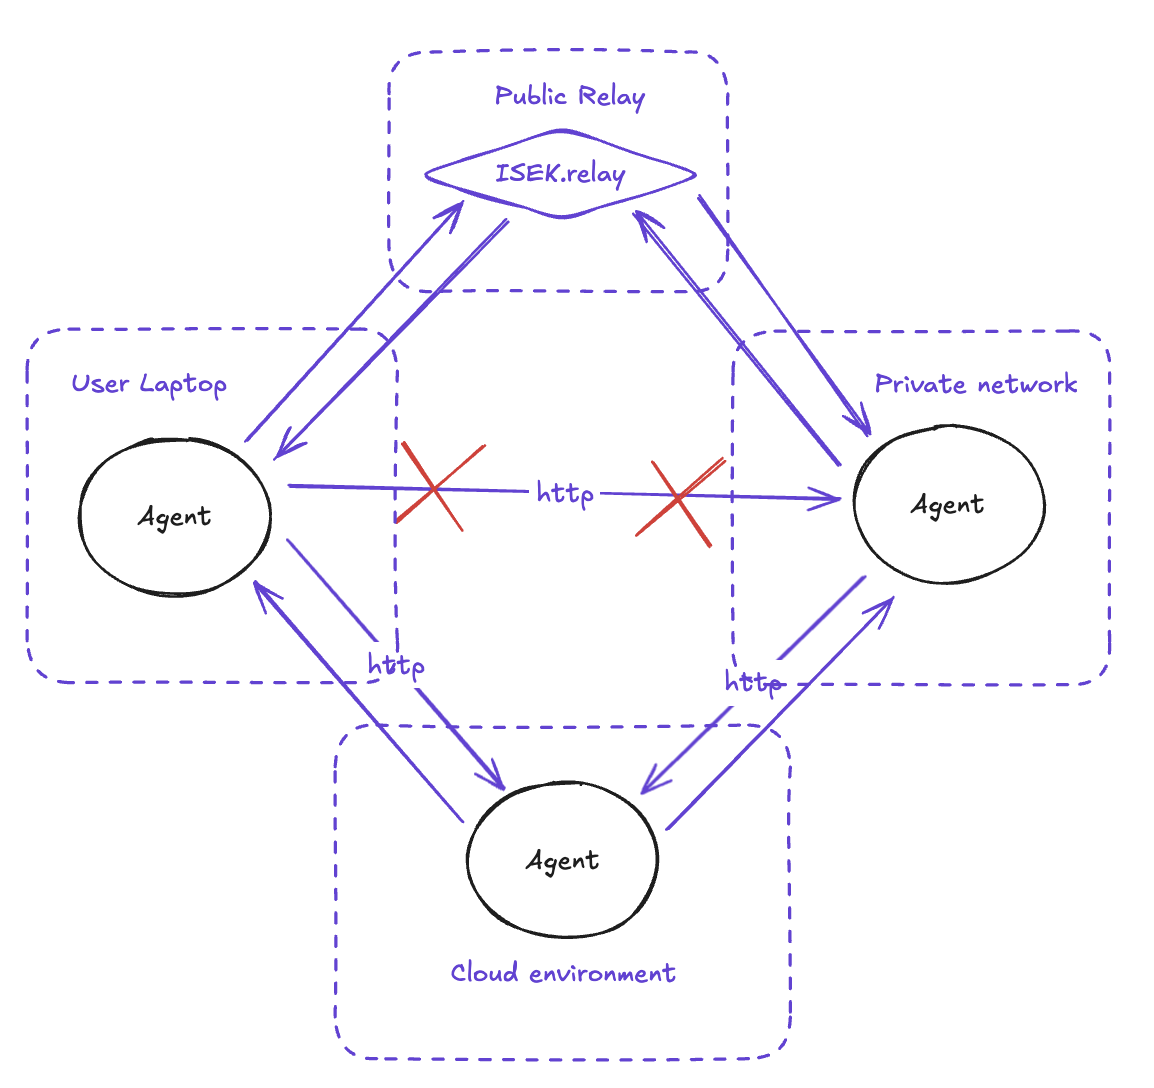 Public Relay
ISEK.relay
User Laptop
Private network
http
Agent
Agent
http
http
Agent
Cloud environment